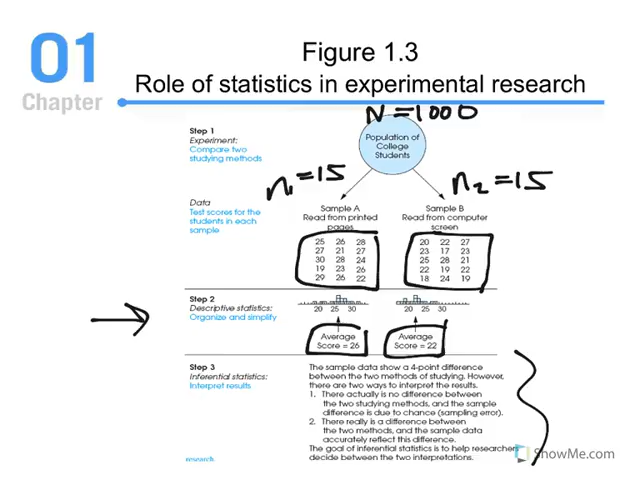 01
Chapter
Figure 1.3
Role of statistics in experimental research
N = 1000
Step 1
Experiment:
Compare two
studying methods
Population of
College
Students
n1 = 15
n2 = 15
Data
Test scores for the
students in each
sample
Sample A
Read from printed
pages
Sample B
Read from computer
screen
25 26 28
27 21 27
30 28 24
19 23 26
29 26 22
20 22 27
23 17 23
25 28 21
22 19 22
18 24 19
Step 2
Descriptive statistics:
Organize and simplify
20 25 30
20 25 30
Average
Score = 26
Average
Score = 22
Step 3
Inferential statistics:
Interpret results
The sample data show a 4-point difference
between the two methods of studying. However,
there are two ways to interpret the results.
1. There actually is no difference between
the two studying methods, and the sample
difference is due to chance (sampling error).
2. There really is a difference between
the two methods, and the sample data
accurately reflect this difference.
The goal of inferential statistics is to help researchers
decide between the two interpretations.
research
ShowMe.com